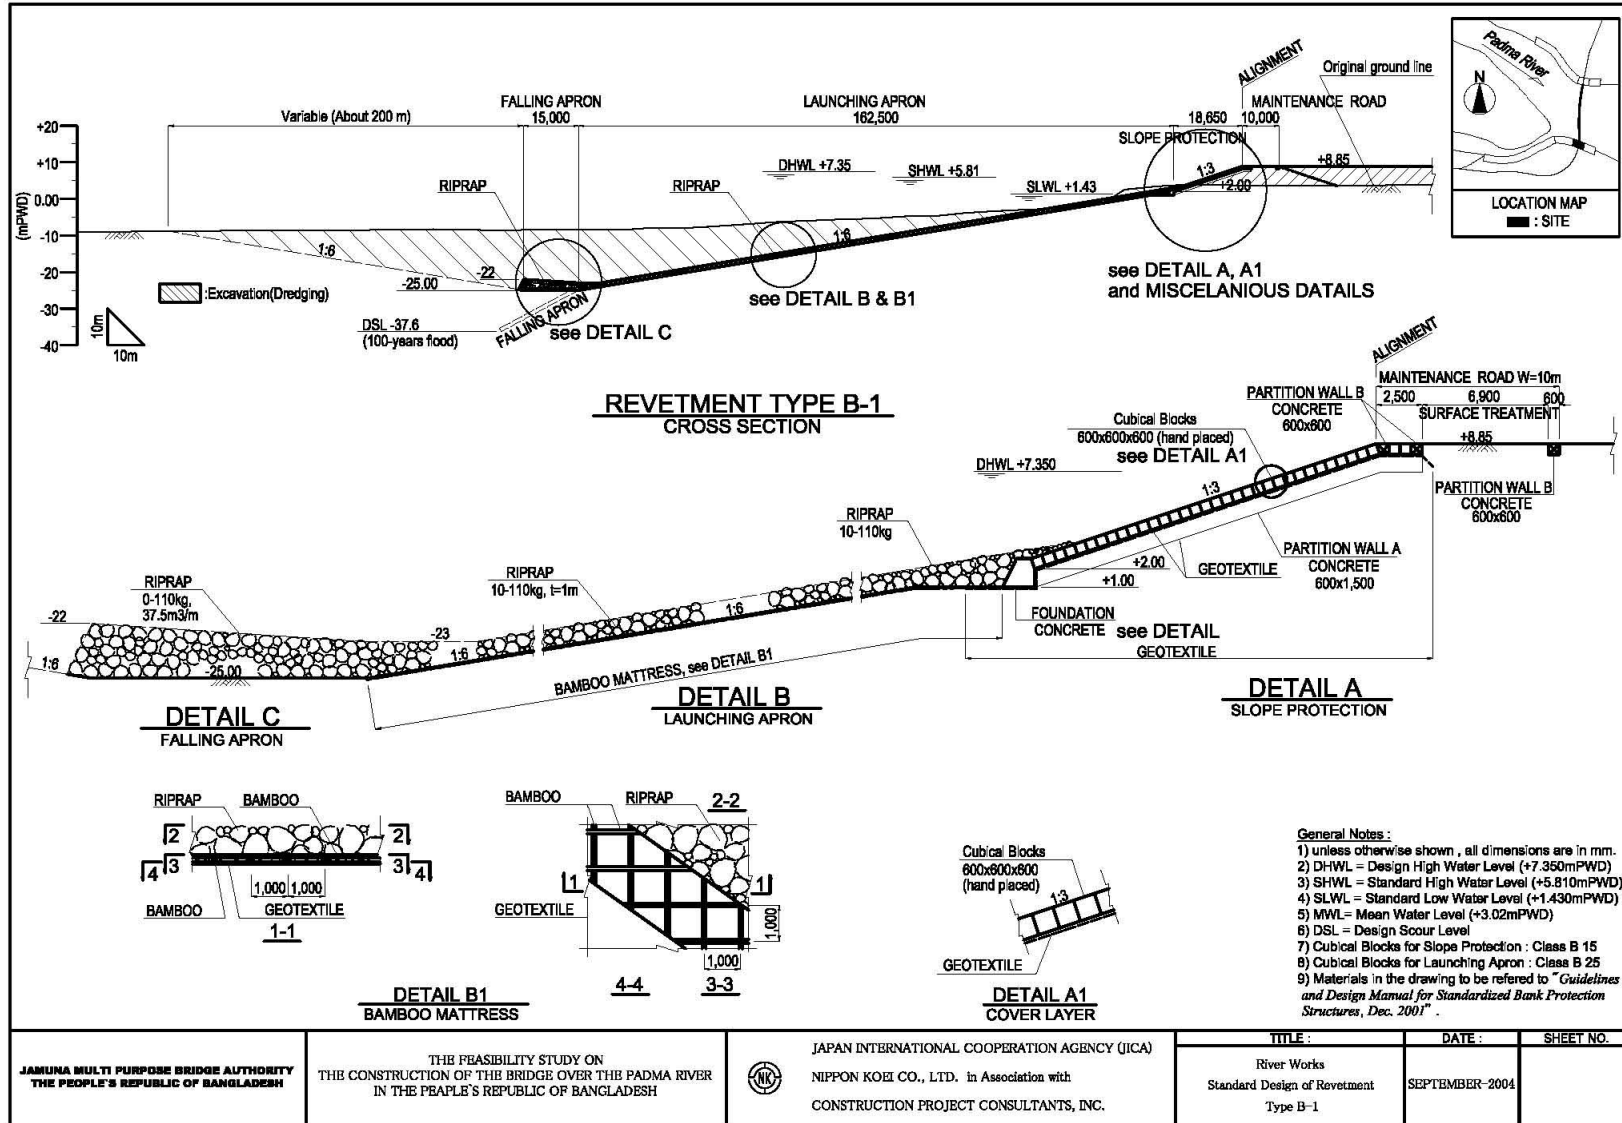 ALIGNMENT
Original ground line
FALLING APRON
LAUNCHING APRON
MAINTENANCE ROAD
Variable (About 200 m)
15,000
162,500
18,650
10,000
SLOPE PROTECTION
+20
+10
0.00
-10
-20
-30
-40
(mPWD)
DHWL +7.35
SHWL +5.81
SLWL +1.43
1:3
+8.85
+2.00
RIPRAP
RIPRAP
1:6
1:6
-22
-25.00
:Excavation(Dredging)
10m
10m
DSL -37.6
(100-years flood)
FALLING APRON
see DETAIL C
see DETAIL B & B1
see DETAIL A, A1
and MISCELANIOUS DATAILS
Padma River
N
LOCATION MAP
: SITE
REVETMENT TYPE B-1
CROSS SECTION
ALIGNMENT
MAINTENANCE ROAD W=10m
2,500
6,900
600
SURFACE TREATMENT
PARTITION WALL B
CONCRETE
600x600
Cubical Blocks
600x600x600 (hand placed)
see DETAIL A1
+8.85
DHWL +7.350
1:3
PARTITION WALL B
CONCRETE
600x600
RIPRAP
10-110kg
PARTITION WALL A
CONCRETE
600x1,500
GEOTEXTILE
+2.00
+1.00
FOUNDATION
CONCRETE
see DETAIL
GEOTEXTILE
RIPRAP
0-110kg,
37.5m3/m
RIPRAP
10-110kg, t=1m
-22
-23
1:6
1:6
1:6
-25.00
BAMBOO MATTRESS, see DETAIL B1
DETAIL C
FALLING APRON
DETAIL B
LAUNCHING APRON
DETAIL A
SLOPE PROTECTION
RIPRAP
BAMBOO
2
2
3
3
4
4
1,000
1,000
BAMBOO
GEOTEXTILE
1-1
BAMBOO
RIPRAP
2-2
1
1
GEOTEXTILE
1,000
1,000
4-4
3-3
DETAIL B1
BAMBOO MATTRESS
Cubical Blocks
600x600x600
(hand placed)
1:3
GEOTEXTILE
DETAIL A1
COVER LAYER
General Notes :
1) unless otherwise shown , all dimensions are in mm.
2) DHWL = Design High Water Level (+7.350mPWD)
3) SHWL = Standard High Water Level (+5.810mPWD)
4) SLWL = Standard Low Water Level (+1.430mPWD)
5) MWL= Mean Water Level (+3.02mPWD)
6) DSL = Design Scour Level
7) Cubical Blocks for Slope Protection : Class B 15
8) Cubical Blocks for Launching Apron : Class B 25
9) Materials in the drawing to be refered to "Guidelines
and Design Manual for Standardized Bank Protection
Structures, Dec. 2001" .
JAMUNA MULTI PURPOSE BRIDGE AUTHORITY
THE PEOPLE`S REPUBLIC OF BANGLADESH
THE FEASIBILITY STUDY ON
THE CONSTRUCTION OF THE BRIDGE OVER THE PADMA RIVER
IN THE PEAPLE`S REPUBLIC OF BANGLADESH
NK
JAPAN INTERNATIONAL COOPERATION AGENCY (JICA)
NIPPON KOEI CO., LTD. in Association with
CONSTRUCTION PROJECT CONSULTANTS, INC.
TITLE :
River Works
Standard Design of Revetment
Type B-1
DATE :
SEPTEMBER-2004
SHEET NO.